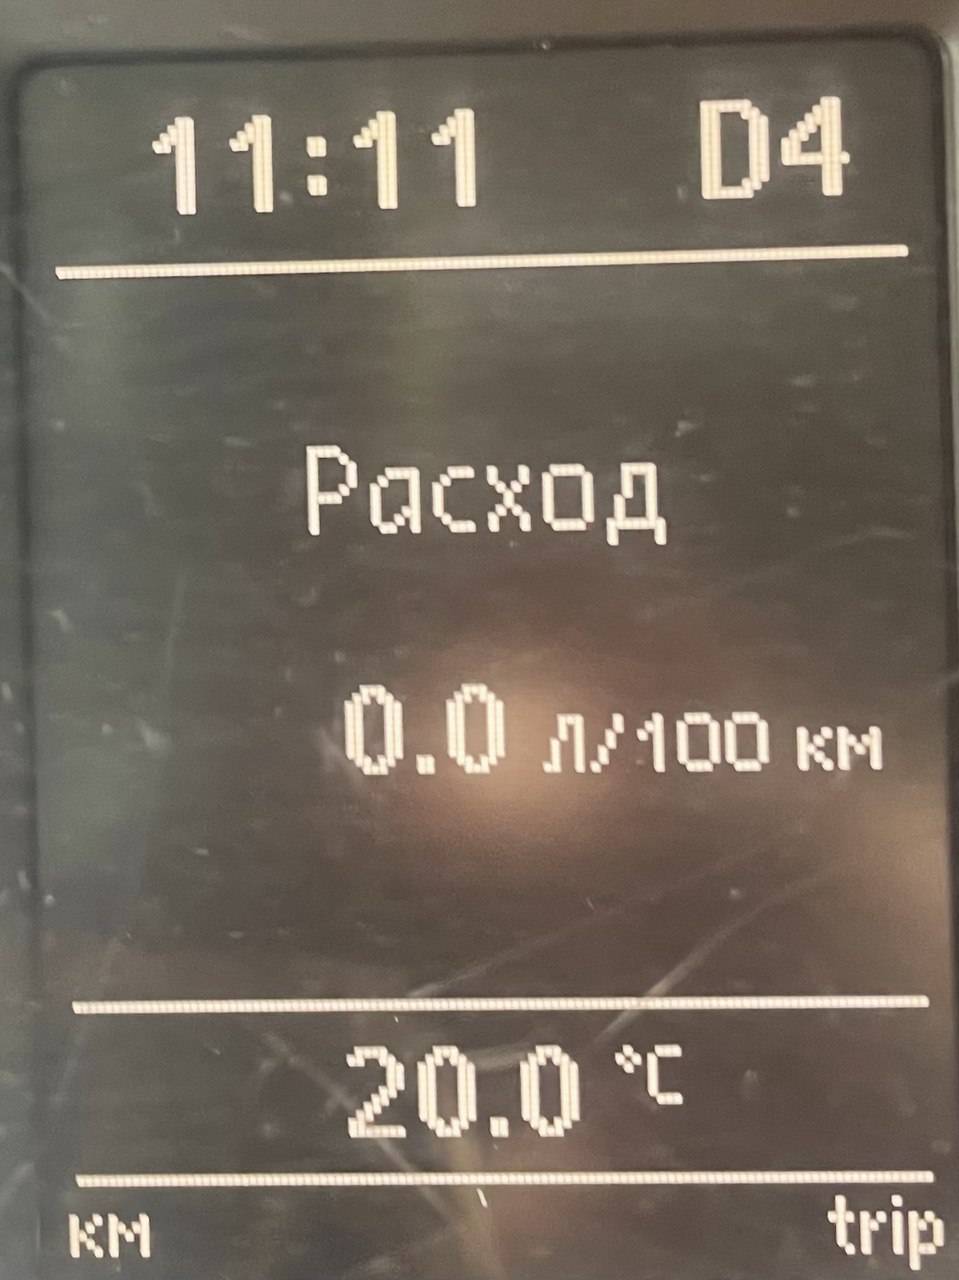 11:11 D4
Расход
0.0 л/100 км
20.0 °C
км trip